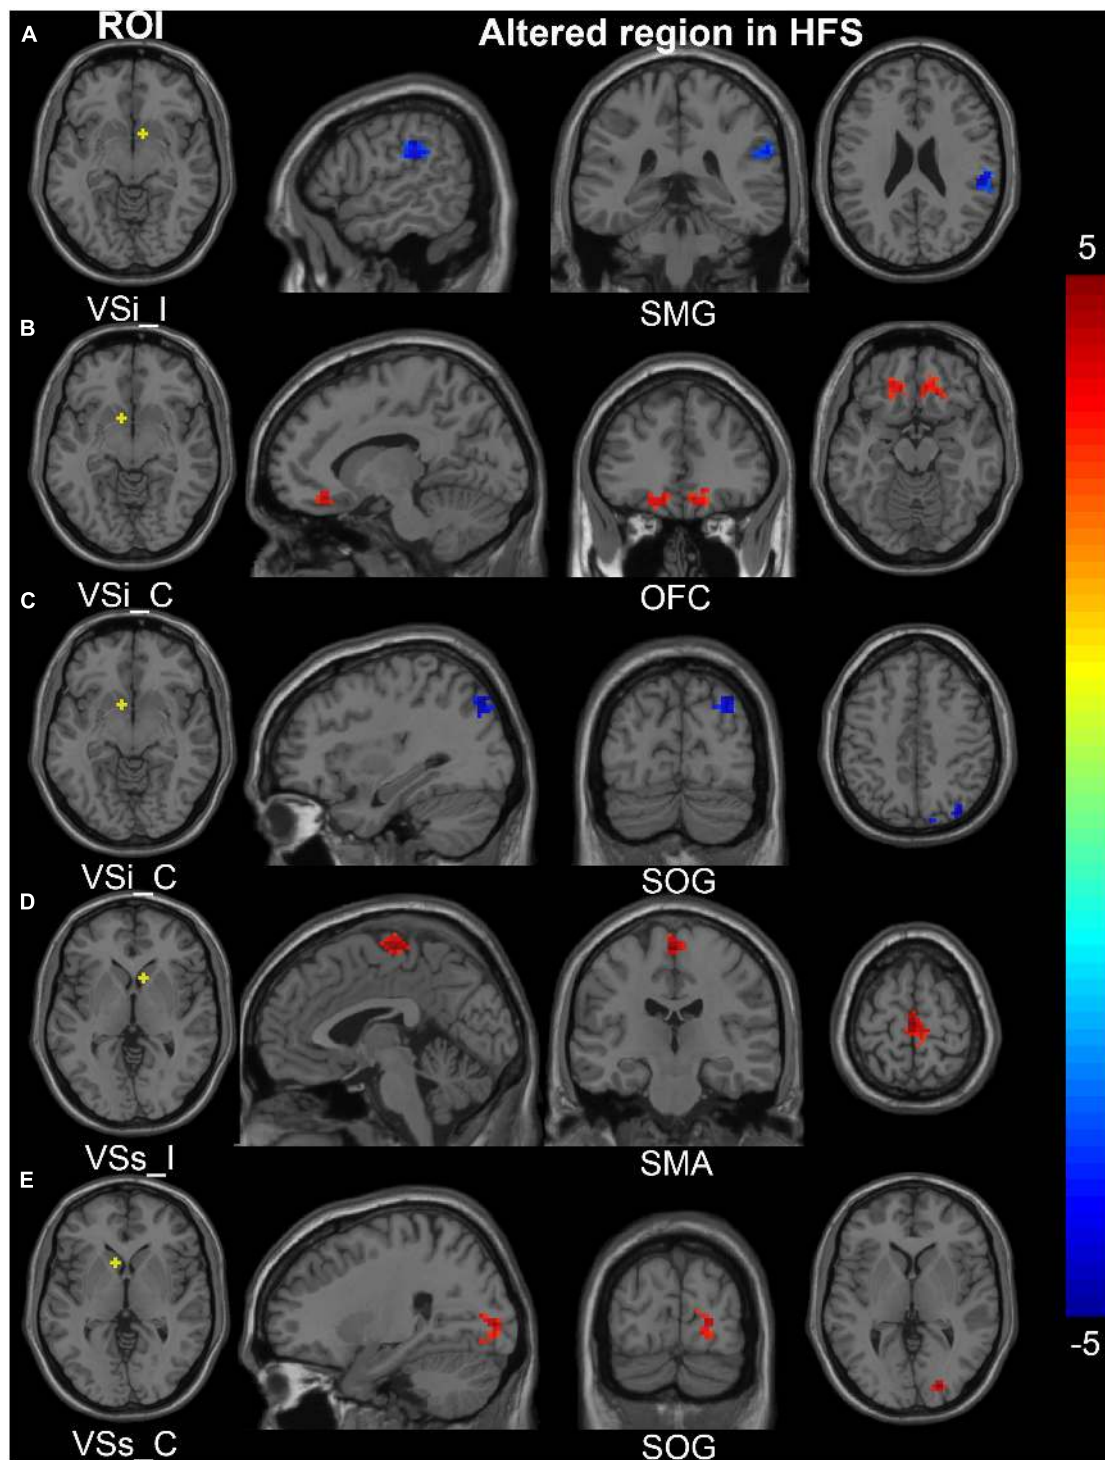 A
ROI
Altered region in HFS
5
VSi_I
SMG
B
VSi_C
OFC
C
VSi_C
SOG
D
VSs_I
SMA
E
-5
VSs_C
SOG